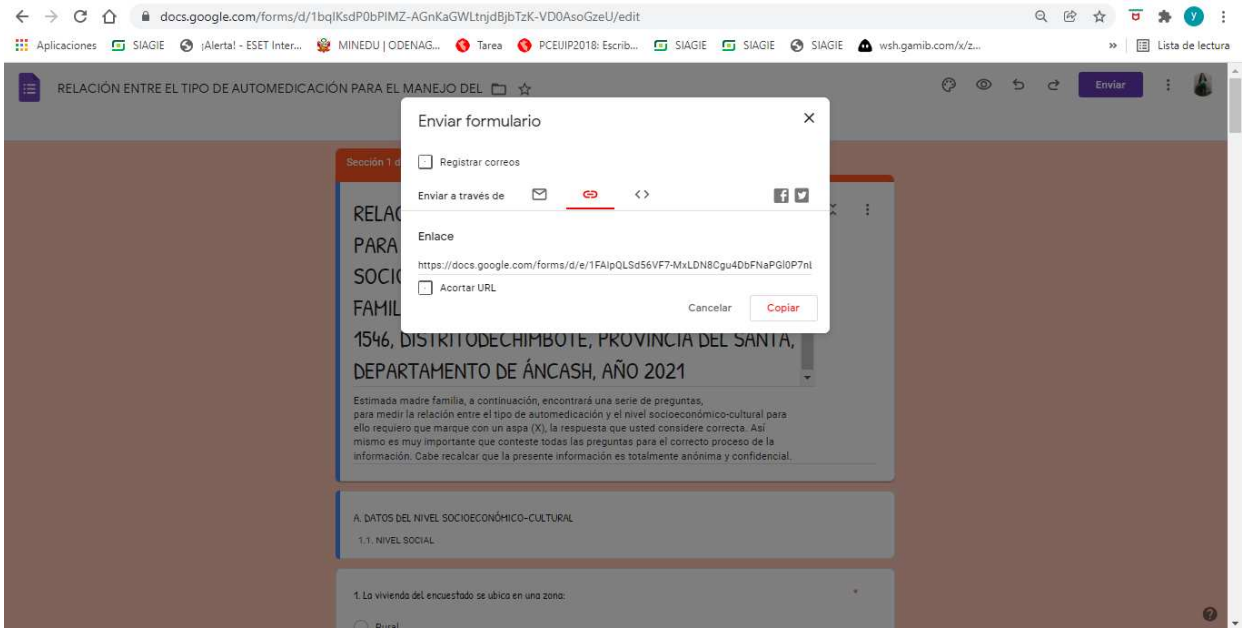 docs.google.com/forms/d/1bqlKsdP0bPIMZ-AGnKaGWLtnjdBjbTzK-VD0AsoGzeU/edit
y
Aplicaciones SIAGIE ¡Alerta! - ESET Inter... MINEDU | ODENAG... Tarea PCEIJIP2018: Escrib... SIAGIE SIAGIE SIAGIE wsh.gamib.com/x/z... » Lista de lectura
RELACIÓN ENTRE EL TIPO DE AUTOMEDICACIÓN PARA EL MANEJO DEL
Enviar
Enviar formulario
Registrar correos
Sección 1 d
Enviar a través de
RELAC
Enlace
PARA
https://docs.google.com/forms/d/e/1FAIpQLSd56VF7-MxLDN8Cgu4DbFNaPGl0P7nL
SOCIO
Acortar URL
FAMIL
Cancelar Copiar
1546, DISTRITODECHIMBOTE, PROVINCIA DEL SANTA,
DEPARTAMENTO DE ÁNCASH, AÑO 2021
Estimada madre familia, a continuación, encontrará una serie de preguntas,
para medir la relación entre el tipo de automedicación y el nivel socioeconómico-cultural para
ello requiero que marque con un aspa (X), la respuesta que usted considere correcta. Así
mismo es muy importante que conteste todas las preguntas para el correcto proceso de la
información. Cabe recalcar que la presente información es totalmente anónima y confidencial.
A. DATOS DEL NIVEL SOCIOECONÓMICO-CULTURAL
1.1. NIVEL SOCIAL
1. La vivienda del encuestado se ubica en una zona: *
Rural